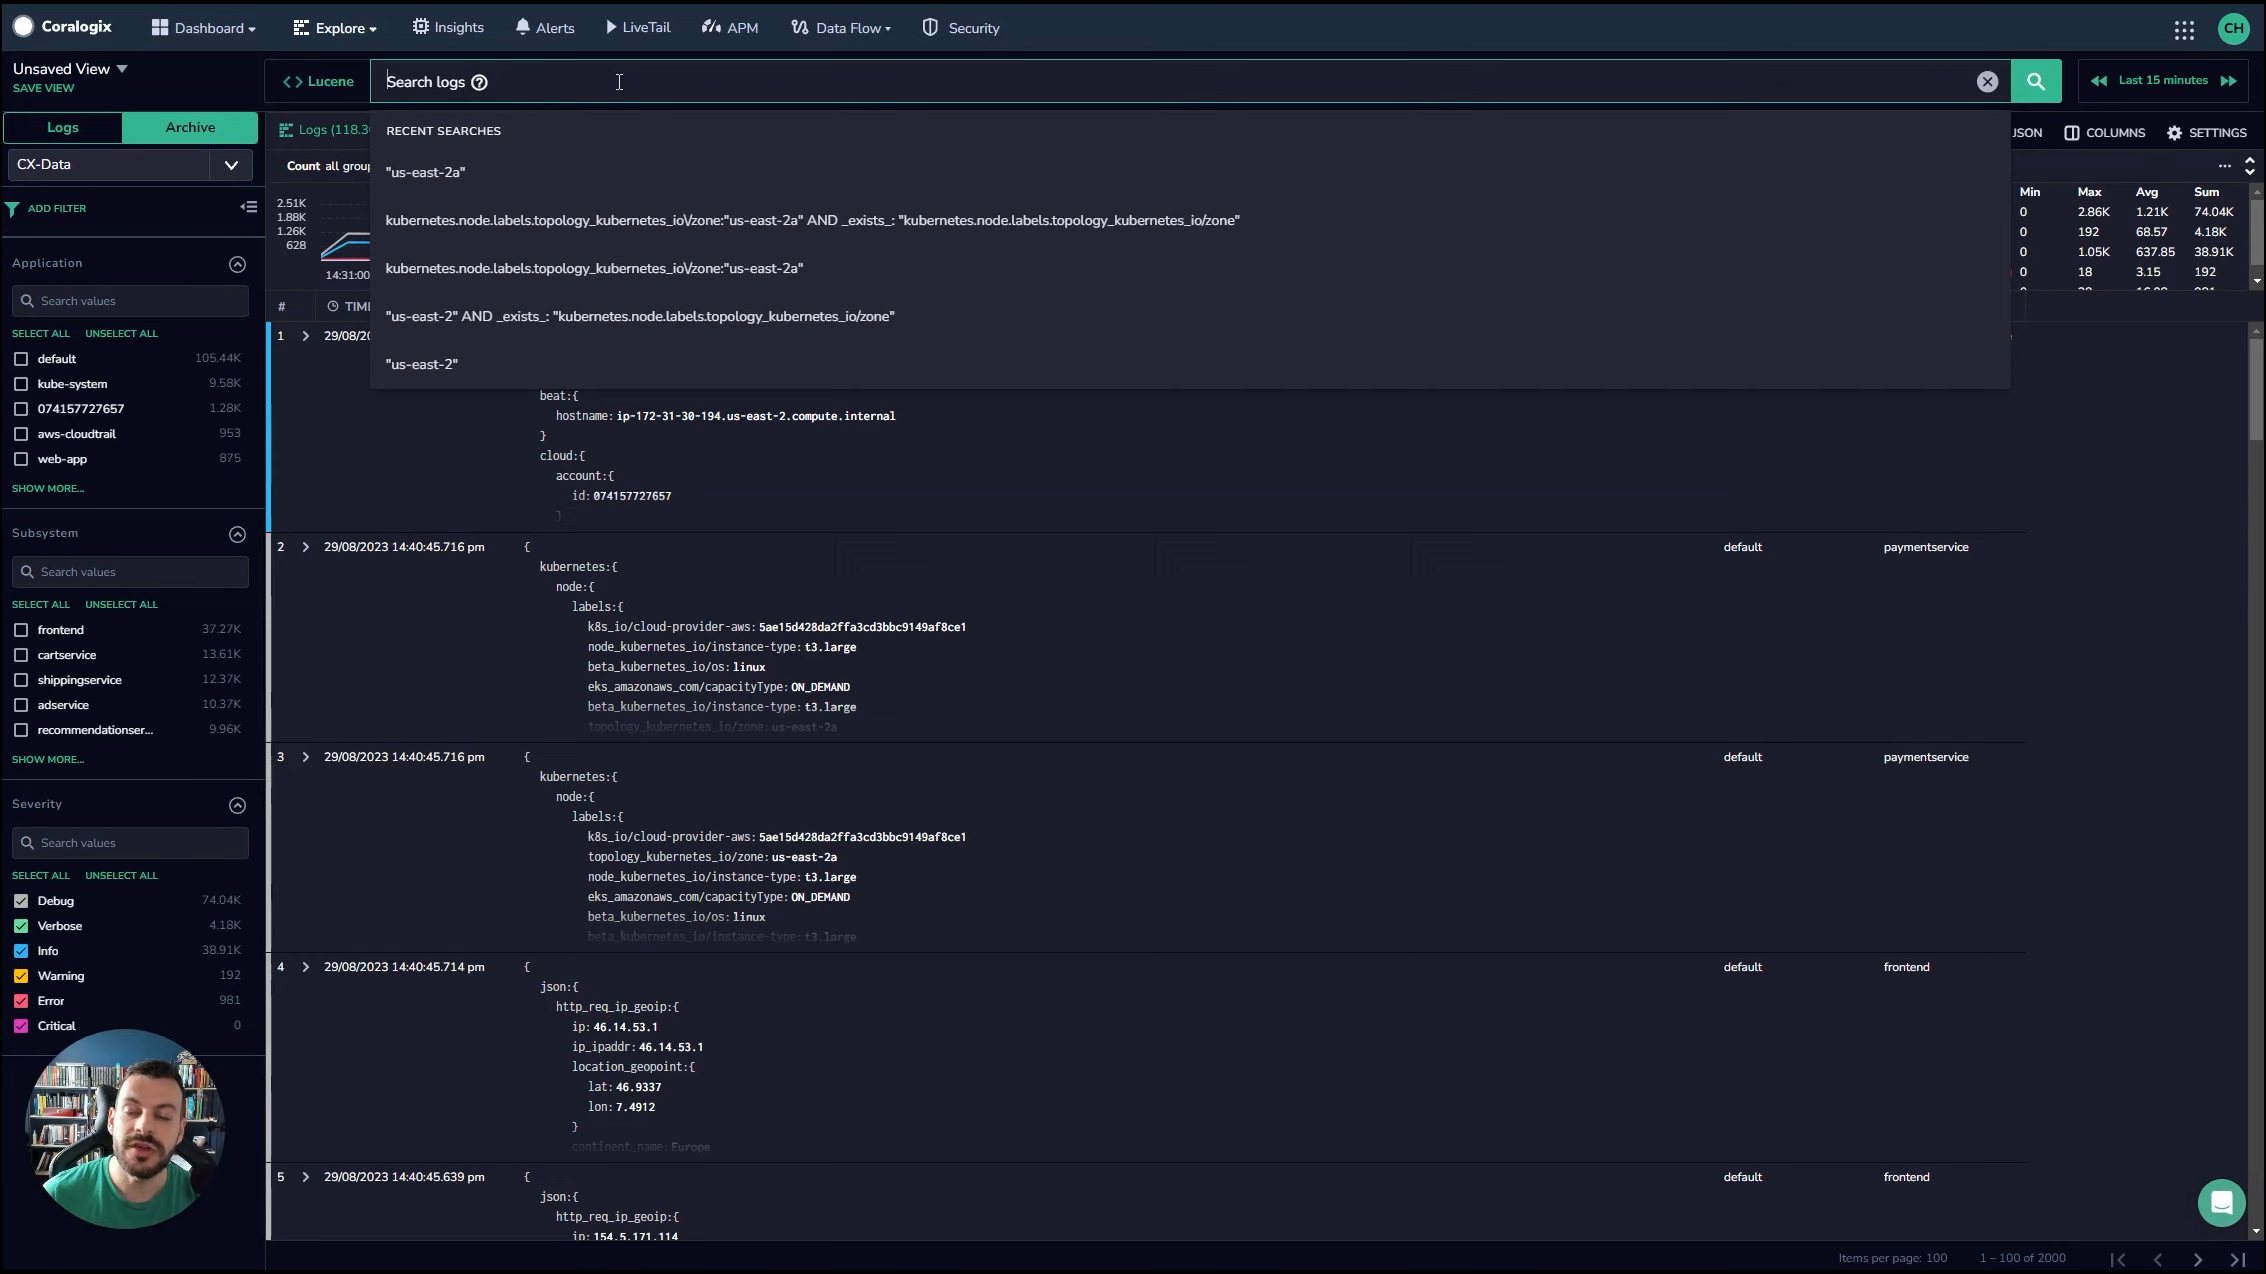 Coralogix
Dashboard
Explore
Insights
Alerts
LiveTail
APM
Data Flow
Security
CH
Unsaved View
SAVE VIEW
Lucene
Search logs
Last 15 minutes
Logs
Archive
CX-Data
ADD FILTER
Logs (118.3
Count all group
2.51K
1.88K
1.26K
628
14:31:00
RECENT SEARCHES
"us-east-2a"
kubernetes.node.labels.topology_kubernetes_io\/zone:"us-east-2a" AND _exists_: "kubernetes.node.labels.topology_kubernetes_io/zone"
kubernetes.node.labels.topology_kubernetes_io\/zone:"us-east-2a"
"us-east-2" AND _exists_: "kubernetes.node.labels.topology_kubernetes_io/zone"
"us-east-2"
JSON
COLUMNS
SETTINGS
Min Max Avg Sum
0 2.86K 1.21K 74.04K
0 192 68.57 4.18K
0 1.05K 637.85 38.91K
0 18 3.15 192
Application
Search values
SELECT ALL UNSELECT ALL
default 105.44K
kube-system 9.58K
074157727657 1.28K
aws-cloudtrail 953
web-app 875
SHOW MORE...
Subsystem
Search values
SELECT ALL UNSELECT ALL
frontend 37.27K
cartservice 13.61K
shippingservice 12.37K
adservice 10.37K
recommendationser... 9.96K
SHOW MORE...
Severity
Search values
SELECT ALL UNSELECT ALL
Debug 74.04K
Verbose 4.18K
Info 38.91K
Warning 192
Error 981
Critical 0
# TIM
1 29/08/20
beat:{
hostname: ip-172-31-30-194.us-east-2.compute.internal
}
cloud:{
account:{
id: 074157727657
}
2 29/08/2023 14:40:45.716 pm { default paymentservice
kubernetes:{
node:{
labels:{
k8s_io/cloud-provider-aws: 5ae15d428da2ffa3cd3bbc9149af8ce1
node_kubernetes_io/instance-type: t3.large
beta_kubernetes_io/os: linux
eks_amazonaws_com/capacityType: ON_DEMAND
beta_kubernetes_io/instance-type: t3.large
topology_kubernetes_io/zone: us-east-2a
3 29/08/2023 14:40:45.716 pm { default paymentservice
kubernetes:{
node:{
labels:{
k8s_io/cloud-provider-aws: 5ae15d428da2ffa3cd3bbc9149af8ce1
topology_kubernetes_io/zone: us-east-2a
node_kubernetes_io/instance-type: t3.large
eks_amazonaws_com/capacityType: ON_DEMAND
beta_kubernetes_io/os: linux
beta_kubernetes_io/instance-type: t3.large
4 29/08/2023 14:40:45.714 pm { default frontend
json:{
http_req_ip_geoip:{
ip: 46.14.53.1
ip_ipaddr: 46.14.53.1
location_geopoint:{
lat: 46.9337
lon: 7.4912
}
continent_name: Europe
5 29/08/2023 14:40:45.639 pm { default frontend
json:{
http_req_ip_geoip:{
ip: 154.5.171.114
Items per page: 100 1 – 100 of 2000